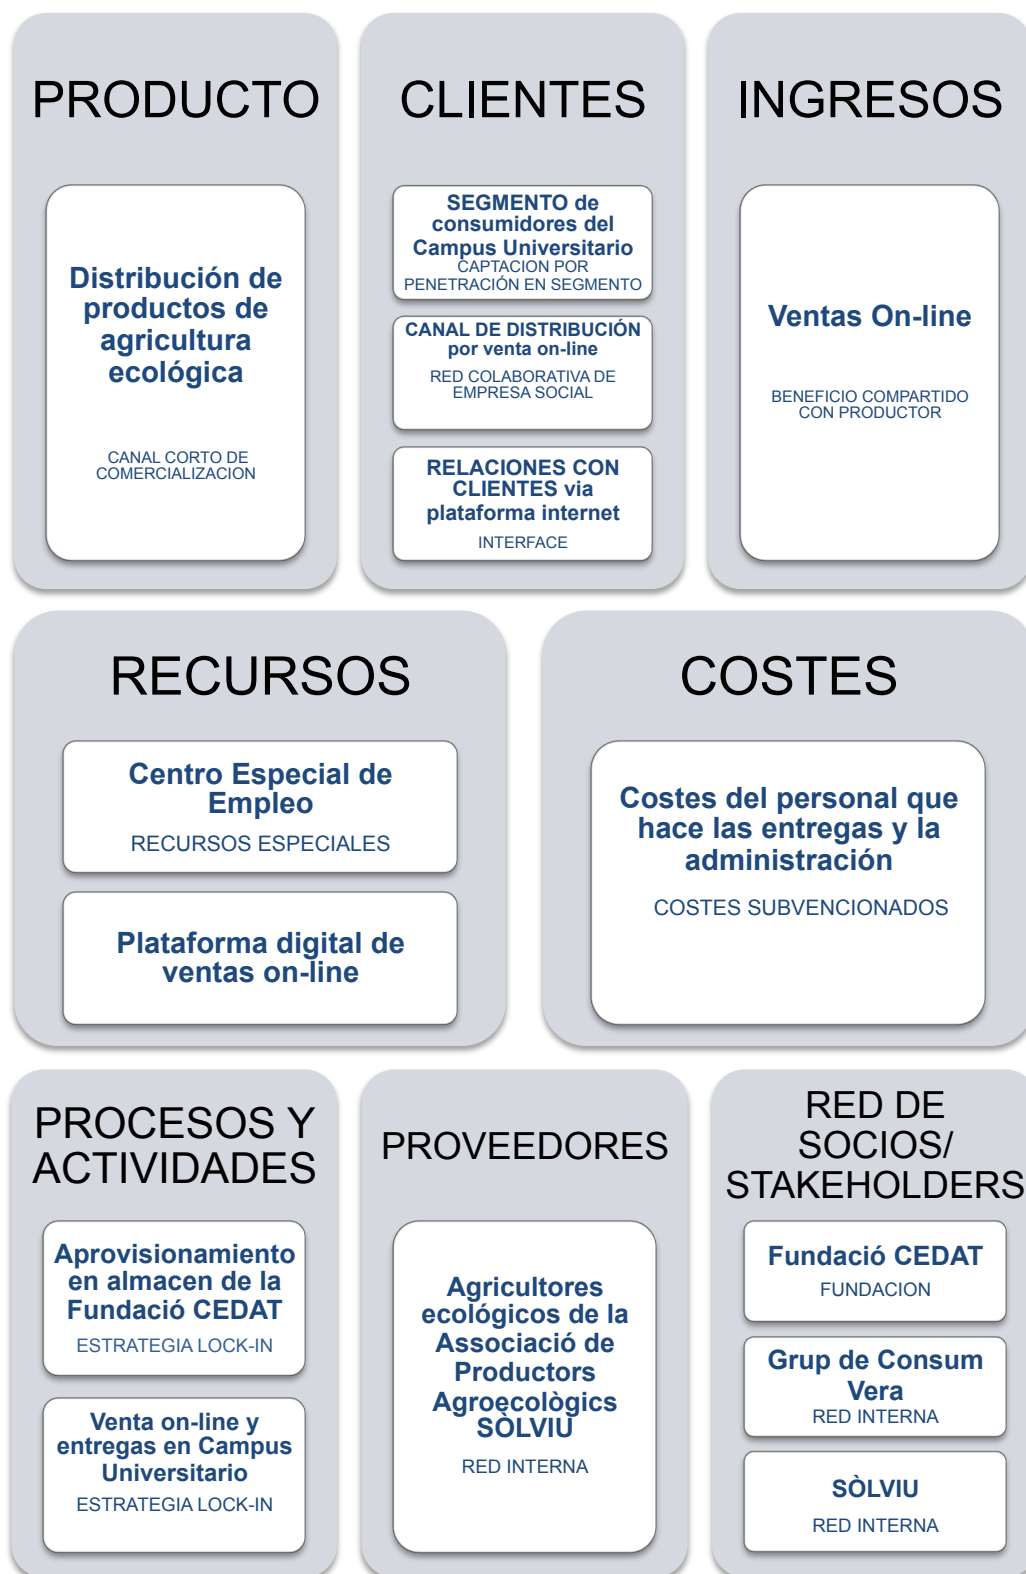 PRODUCTO
Distribución de
productos de
agricultura
ecológica
CANAL CORTO DE
COMERCIALIZACION
CLIENTES
SEGMENTO de
consumidores del
Campus Universitario
CAPTACION POR
PENETRACIÓN EN SEGMENTO
CANAL DE DISTRIBUCIÓN
por venta on-line
RED COLABORATIVA DE
EMPRESA SOCIAL
RELACIONES CON
CLIENTES via
plataforma internet
INTERFACE
INGRESOS
Ventas On-line
BENEFICIO COMPARTIDO
CON PRODUCTOR
RECURSOS
Centro Especial de
Empleo
RECURSOS ESPECIALES
Plataforma digital de
ventas on-line
COSTES
Costes del personal que
hace las entregas y la
administración
COSTES SUBVENCIONADOS
PROCESOS Y
ACTIVIDADES
Aprovisionamiento
en almacen de la
Fundació CEDAT
ESTRATEGIA LOCK-IN
Venta on-line y
entregas en Campus
Universitario
ESTRATEGIA LOCK-IN
PROVEEDORES
Agricultores
ecológicos de la
Associació de
Productors
Agroecològics
SÒLVIU
RED INTERNA
RED DE
SOCIOS/
STAKEHOLDERS
Fundació CEDAT
FUNDACION
Grup de Consum
Vera
RED INTERNA
SÒLVIU
RED INTERNA